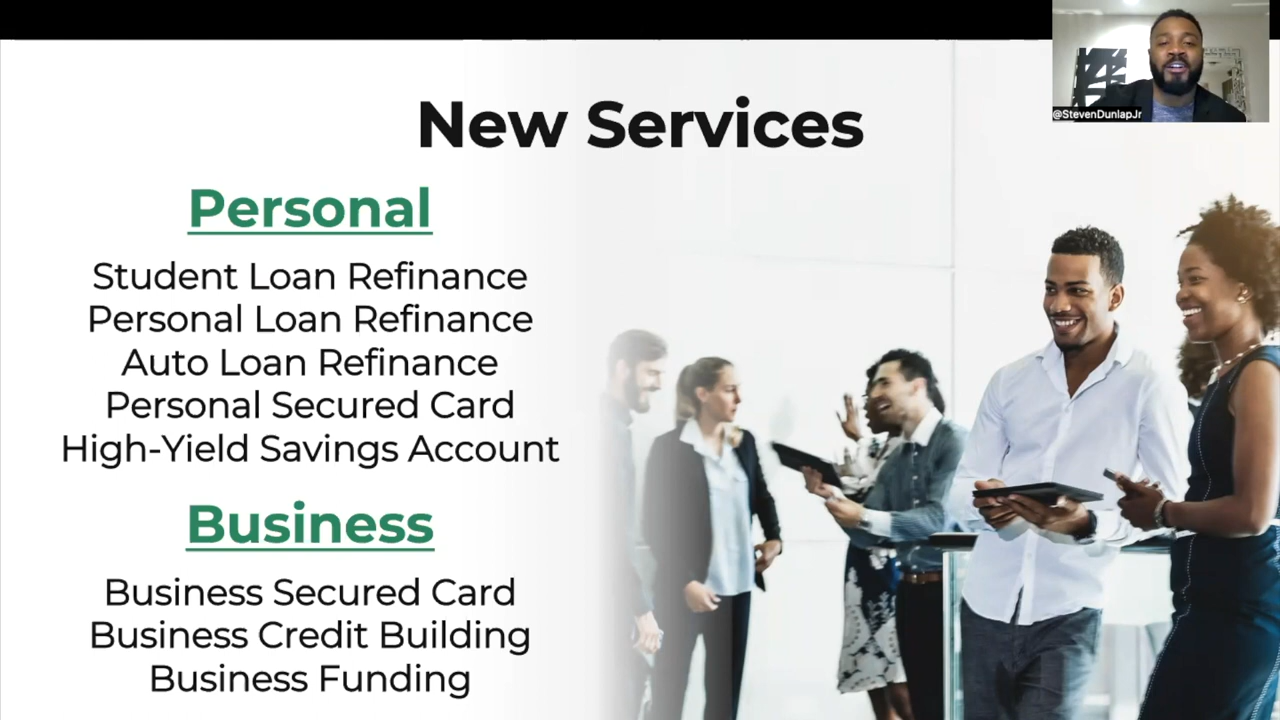 New Services
@StevenDunlapJr
Personal
Student Loan Refinance
Personal Loan Refinance
Auto Loan Refinance
Personal Secured Card
High-Yield Savings Account
Business
Business Secured Card
Business Credit Building
Business Funding